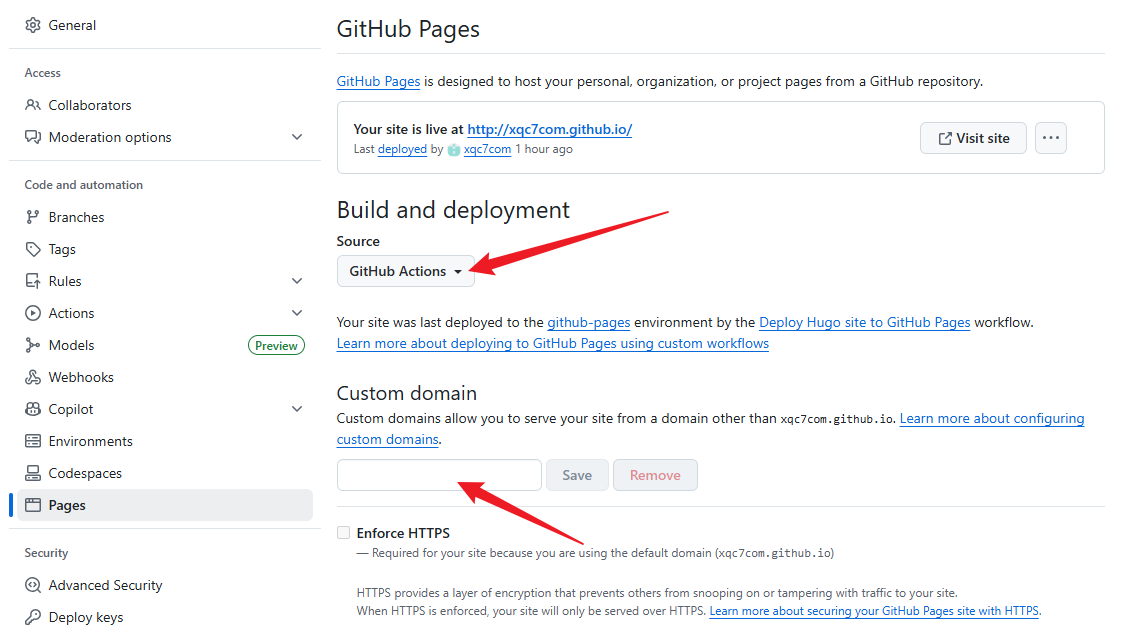 General
Access
Collaborators
Moderation options
Code and automation
Branches
Tags
Rules
Actions
Models
Preview
Webhooks
Copilot
Environments
Codespaces
Pages
Security
Advanced Security
Deploy keys
GitHub Pages
GitHub Pages is designed to host your personal, organization, or project pages from a GitHub repository.
Your site is live at http://xqc7com.github.io/
Last deployed by xqc7com 1 hour ago
Visit site
Build and deployment
Source
GitHub Actions
Your site was last deployed to the github-pages environment by the Deploy Hugo site to GitHub Pages workflow.
Learn more about deploying to GitHub Pages using custom workflows
Custom domain
Custom domains allow you to serve your site from a domain other than xqc7com.github.io. Learn more about configuring
custom domains.
Save
Remove
Enforce HTTPS
— Required for your site because you are using the default domain (xqc7com.github.io)
HTTPS provides a layer of encryption that prevents others from snooping on or tampering with traffic to your site.
When HTTPS is enforced, your site will only be served over HTTPS. Learn more about securing your GitHub Pages site with HTTPS.